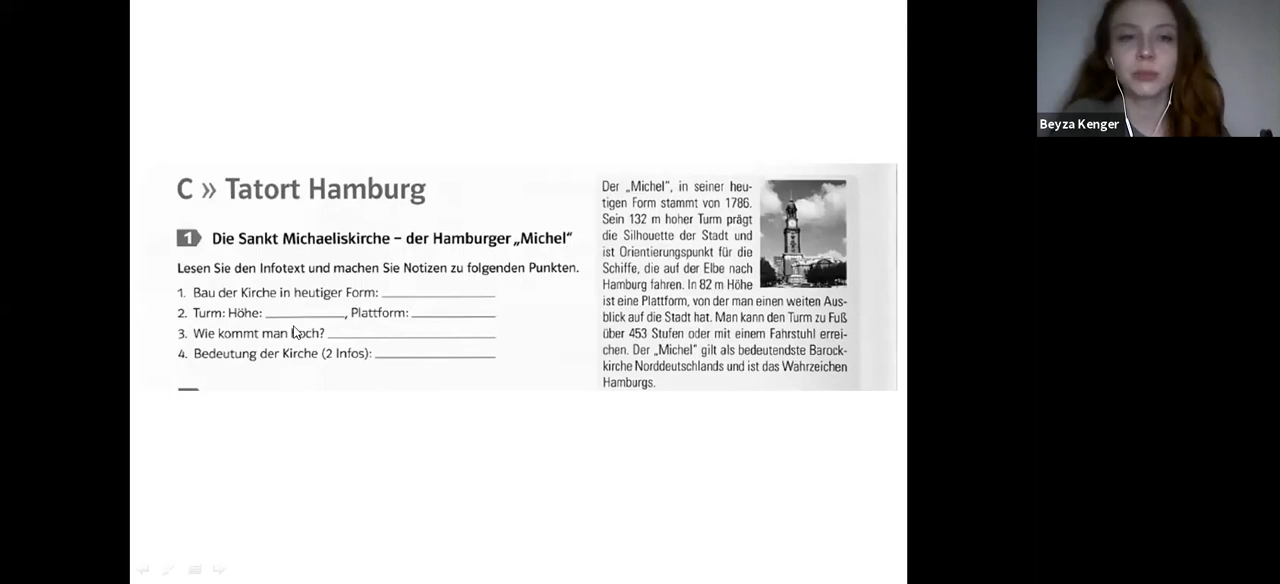 C » Tatort Hamburg
1 Die Sankt Michaeliskirche – der Hamburger „Michel“
Lesen Sie den Infotext und machen Sie Notizen zu folgenden Punkten.
1. Bau der Kirche in heutiger Form: ____________
2. Turm: Höhe: ____________, Plattform: ____________
3. Wie kommt man hoch? ____________
4. Bedeutung der Kirche (2 Infos): ____________
Der „Michel“, in seiner heu-
tigen Form stammt von 1786.
Sein 132 m hoher Turm prägt
die Silhouette der Stadt und
ist Orientierungspunkt für die
Schiffe, die auf der Elbe nach
Hamburg fahren. In 82 m Höhe
ist eine Plattform, von der man einen weiten Aus-
blick auf die Stadt hat. Man kann den Turm zu Fuß
über 453 Stufen oder mit einem Fahrstuhl errei-
chen. Der „Michel“ gilt als bedeutendste Barock-
kirche Norddeutschlands und ist das Wahrzeichen
Hamburgs.
Beyza Kenger